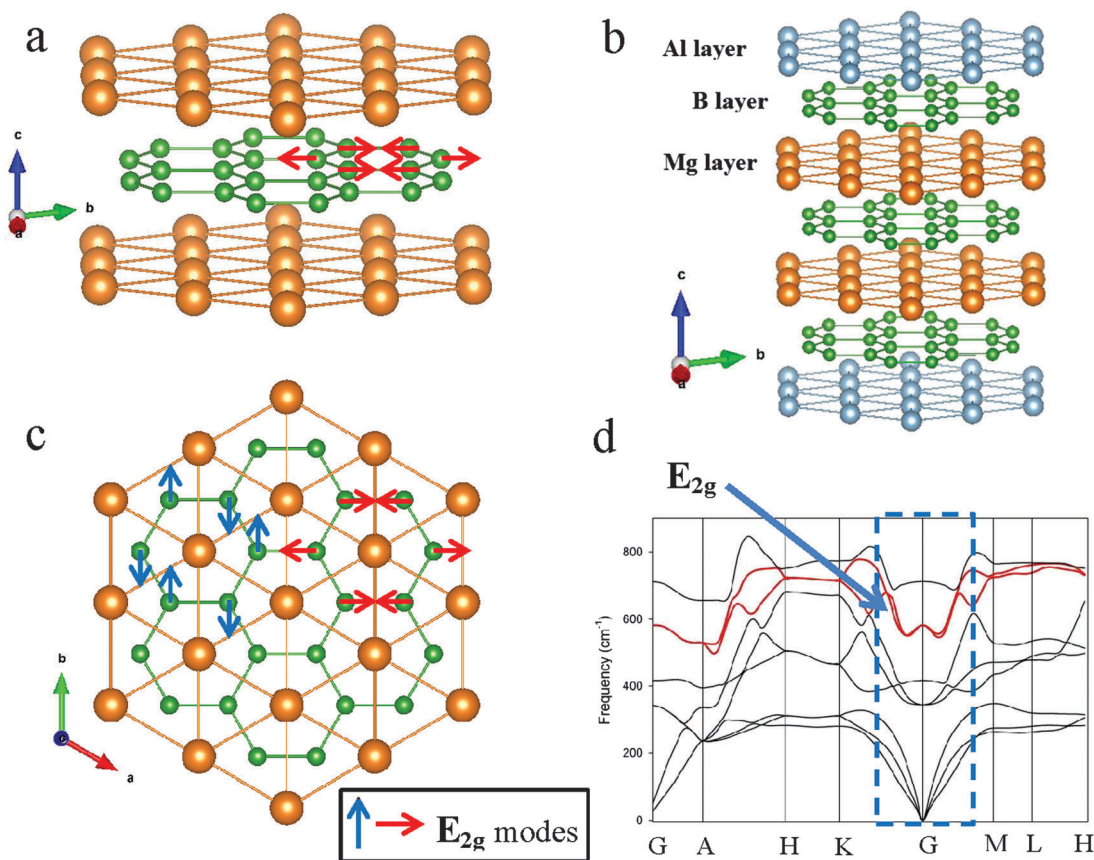 a
c
b
a
b
Al layer
B layer
Mg layer
c
b
a
c
b
a
E2g modes
d
E2g
Frequency (cm⁻¹)
800
600
400
200
0
G A H K G M L H